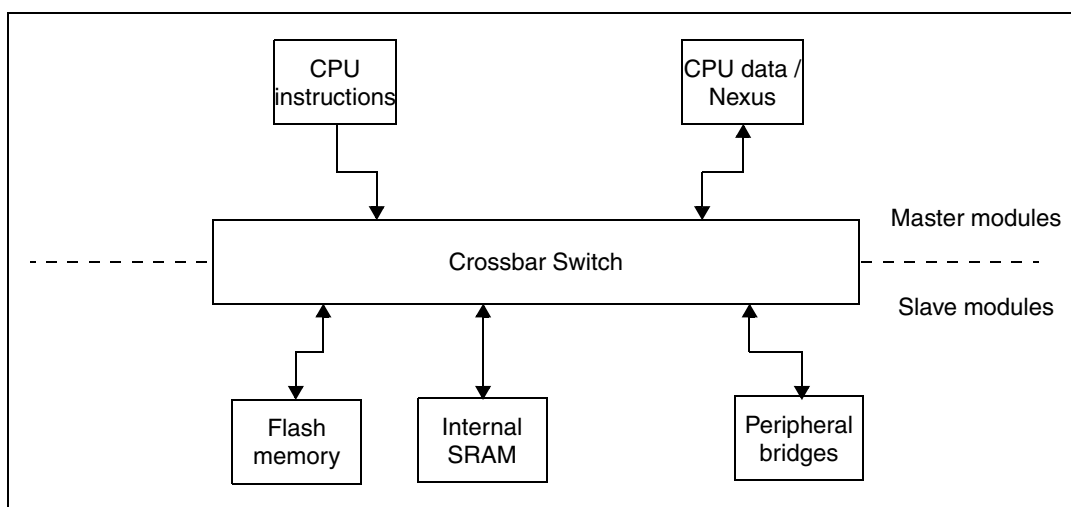 CPU
instructions
CPU data /
Nexus
Master modules
Crossbar Switch
Slave modules
Flash
memory
Internal
SRAM
Peripheral
bridges